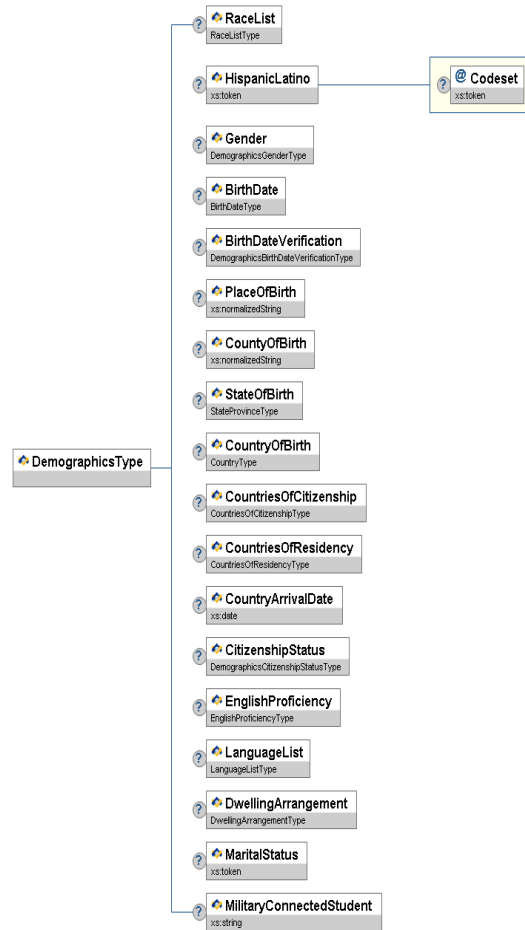 RaceList
RaceListType
?
HispanicLatino
xs:token
?
@ Codeset
xs:token
?
Gender
DemographicsGenderType
?
BirthDate
BirthDateType
?
BirthDateVerification
DemographicsBirthDateVerificationType
?
PlaceOfBirth
xs:normalizedString
?
CountyOfBirth
xs:normalizedString
?
StateOfBirth
StateProvinceType
?
CountryOfBirth
CountryType
?
DemographicsType
CountriesOfCitizenship
CountriesOfCitizenshipType
?
CountriesOfResidency
CountriesOfResidencyType
?
CountryArrivalDate
xs:date
?
CitizenshipStatus
DemographicsCitizenshipStatusType
?
EnglishProficiency
EnglishProficiencyType
?
LanguageList
LanguageListType
?
DwellingArrangement
DwellingArrangementType
?
MaritalStatus
xs:token
?
MilitaryConnectedStudent
xs:string
?